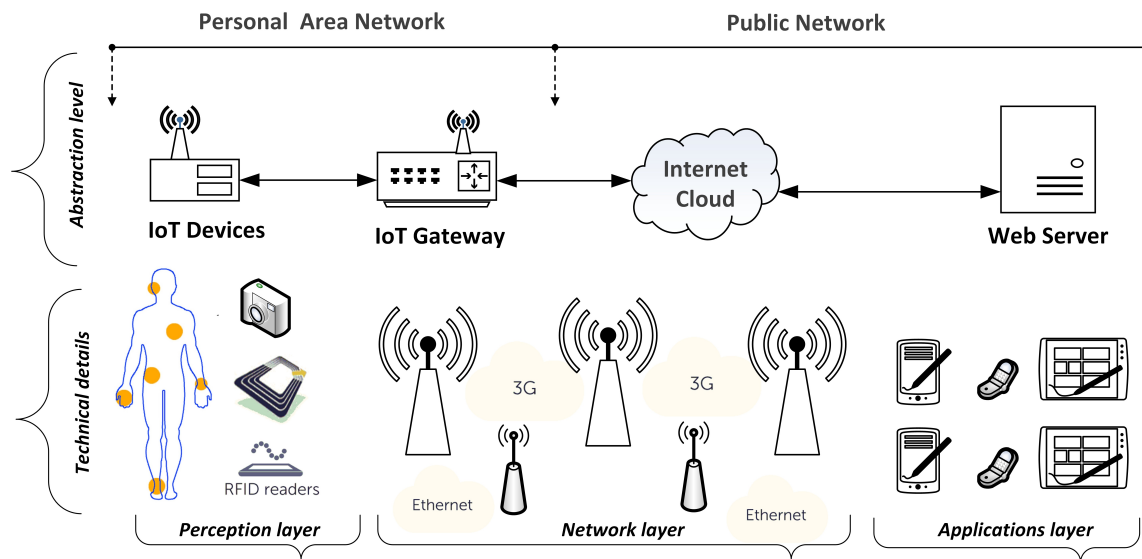 Personal Area Network
Public Network
Abstraction level
Internet
Cloud
IoT Devices
IoT Gateway
Web Server
Technical details
3G
3G
RFID readers
Ethernet
Ethernet
Perception layer
Network layer
Applications layer